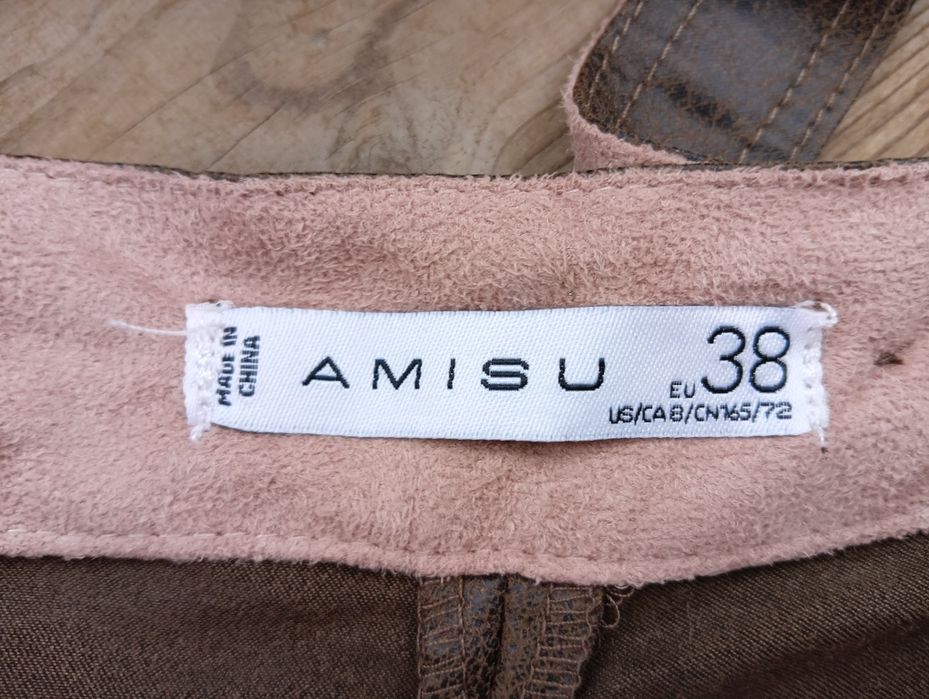 MADE IN
CHINA
AMISU
EU 38
US/CA 8/CN165/72